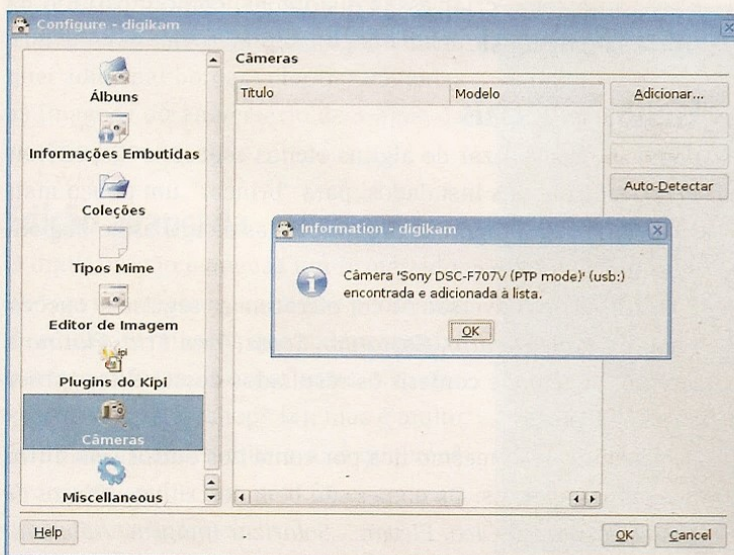 Configure - digikam
Álbuns
Informações Embutidas
Coleções
Tipos Mime
Editor de Imagem
Plugins do Kipi
Câmeras
Miscellaneous
Câmeras
Título
Modelo
Adicionar...
Auto-Detectar
Information - digikam
Câmera 'Sony DSC-F707V (PTP mode)' (usb:)
encontrada e adicionada à lista.
OK
Help
OK
Cancel